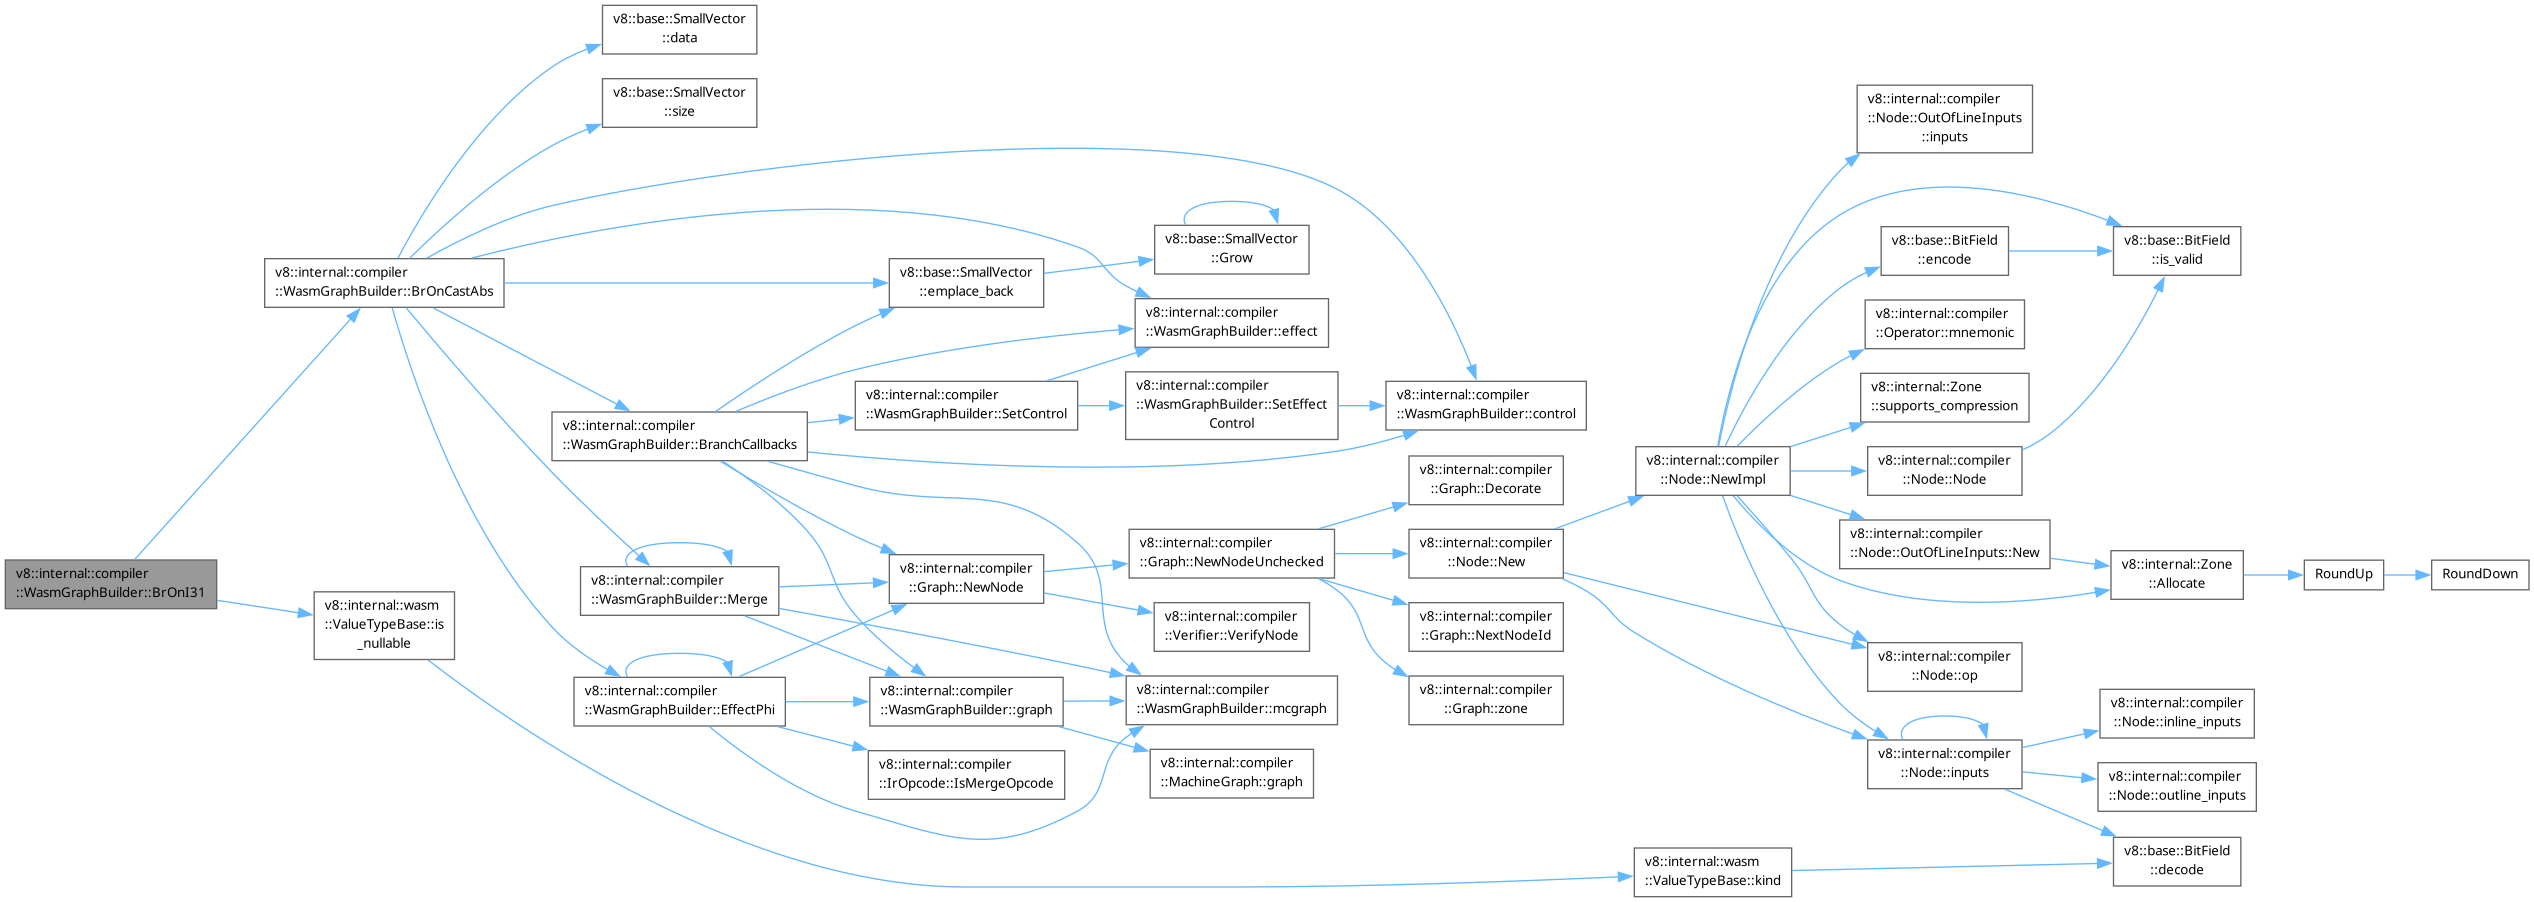 v8::internal::compiler
::WasmGraphBuilder::BrOnI31
v8::internal::compiler
::WasmGraphBuilder::BrOnCastAbs
v8::internal::wasm
::ValueTypeBase::is
_nullable
v8::base::SmallVector
::data
v8::base::SmallVector
::size
v8::internal::compiler
::WasmGraphBuilder::BranchCallbacks
v8::internal::compiler
::WasmGraphBuilder::Merge
v8::internal::compiler
::WasmGraphBuilder::EffectPhi
v8::base::SmallVector
::emplace_back
v8::internal::compiler
::WasmGraphBuilder::SetControl
v8::internal::compiler
::Graph::NewNode
v8::internal::compiler
::WasmGraphBuilder::graph
v8::internal::compiler
::IrOpcode::IsMergeOpcode
v8::base::SmallVector
::Grow
v8::internal::compiler
::WasmGraphBuilder::effect
v8::internal::compiler
::WasmGraphBuilder::SetEffect
Control
v8::internal::compiler
::Graph::NewNodeUnchecked
v8::internal::compiler
::Verifier::VerifyNode
v8::internal::compiler
::WasmGraphBuilder::mcgraph
v8::internal::compiler
::MachineGraph::graph
v8::internal::compiler
::WasmGraphBuilder::control
v8::internal::compiler
::Graph::Decorate
v8::internal::compiler
::Node::New
v8::internal::compiler
::Graph::NextNodeId
v8::internal::compiler
::Graph::zone
v8::internal::compiler
::Node::NewImpl
v8::internal::wasm
::ValueTypeBase::kind
v8::internal::compiler
::Node::OutOfLineInputs
::inputs
v8::base::BitField
::encode
v8::internal::compiler
::Operator::mnemonic
v8::internal::Zone
::supports_compression
v8::internal::compiler
::Node::Node
v8::internal::compiler
::Node::OutOfLineInputs::New
v8::internal::compiler
::Node::op
v8::internal::compiler
::Node::inputs
v8::base::BitField
::is_valid
v8::internal::Zone
::Allocate
v8::internal::compiler
::Node::inline_inputs
v8::internal::compiler
::Node::outline_inputs
v8::base::BitField
::decode
RoundUp
RoundDown